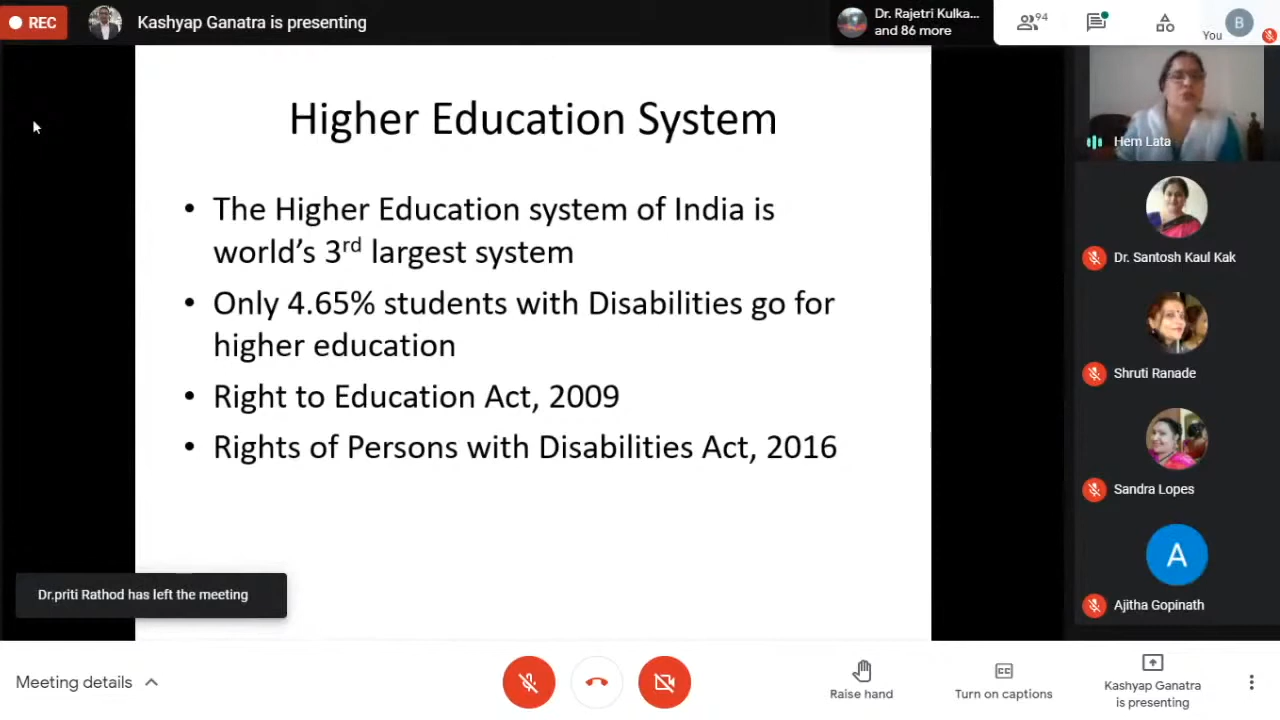 REC
Kashyap Ganatra is presenting
Dr. Rajetri Kulka...
and 86 more
94
You
B
Higher Education System
• The Higher Education system of India is
world's 3rd largest system
• Only 4.65% students with Disabilities go for
higher education
• Right to Education Act, 2009
• Rights of Persons with Disabilities Act, 2016
Hem Lata
Dr. Santosh Kaul Kak
Shruti Ranade
Sandra Lopes
A
Ajitha Gopinath
Dr.priti Rathod has left the meeting
Meeting details
Raise hand
CC
Turn on captions
Kashyap Ganatra
is presenting